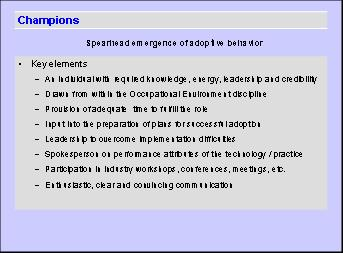 Champions
Spearhead emergence of adoptive behavior
• Key elements
– An individual with required knowledge, energy, leadership and credibility
– Drawn from within the Occupational Environment discipline
– Provision of adequate time to fulfill the role
– Input into the preparation of plans for successful adoption
– Leadership to overcome implementation difficulties
– Spokesperson on performance attributes of the technology / practice
– Participation in industry workshops, conferences, meetings, etc.
– Enthusiastic, clear and convincing communication